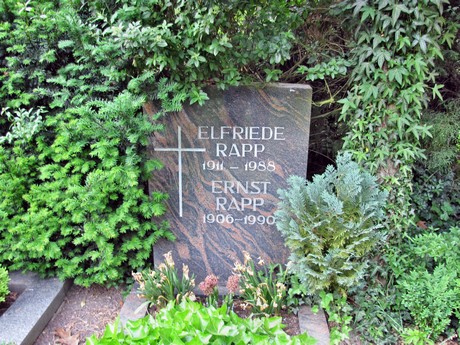 ELFRIEDE
RAPP
1911 - 1988
ERNST
RAPP
1906 - 1990